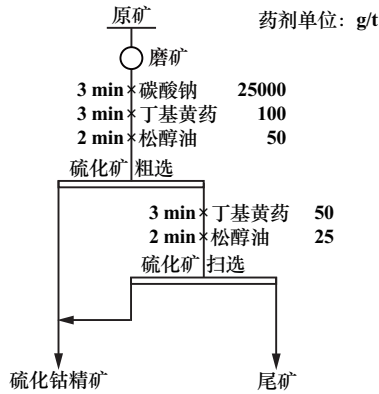 原矿
药剂单位：g/t
磨矿
3 min×碳酸钠 25000
3 min×丁基黄药 100
2 min×松醇油 50
硫化矿 粗选
3 min×丁基黄药 50
2 min×松醇油 25
硫化矿 扫选
硫化钴精矿
尾矿